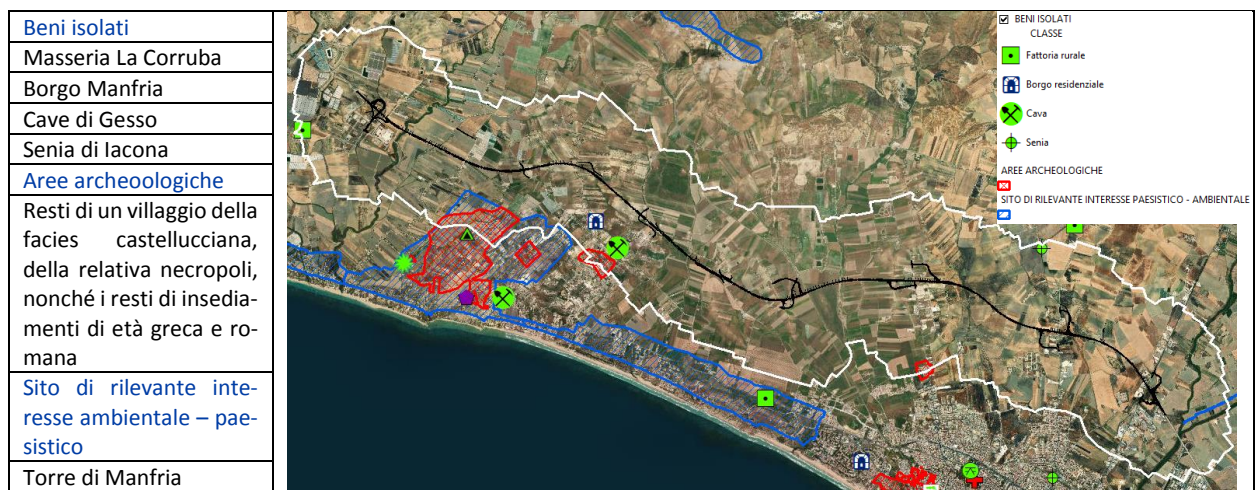 Beni isolati
Masseria La Corruba
Borgo Manfria
Cave di Gesso
Senia di Iacona
Aree archeoologiche
Resti di un villaggio della
facies castellucciana,
della relativa necropoli,
nonché i resti di insedia-
menti di età greca e ro-
mana
Sito di rilevante inte-
resse ambientale – pae-
sistico
Torre di Manfria
BENI ISOLATI
CLASSE
Fattoria rurale
Borgo residenziale
Cava
Senia
AREE ARCHEOLOGICHE
SITO DI RILEVANTE INTERESSE PAESISTICO - AMBIENTALE